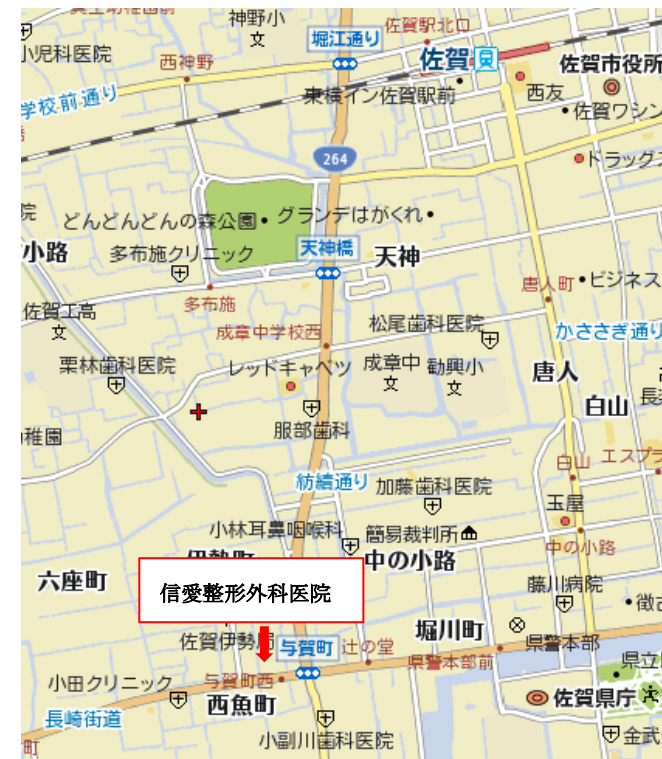 神野小
文
堀江通り
佐賀駅北口
小児科医院
西神野
佐賀
佐賀市役所
学校前通り
東横イン佐賀駅前
西友
佐賀ワシン
264
ドラッグス
院
どんどんどんの森公園
グランデはがくれ
小路
多布施クリニック
天神橋
天神
唐人町
ビジネス
佐賀工高
文
多布施
成章中学校西
松尾歯科医院
かささぎ通り
栗林歯科医院
レッドキャベツ
成章中
文
勧興小
文
唐人
白山
長
稚園
服部歯科
紡績通り
加藤歯科医院
白山
エスプラ
玉屋
小林耳鼻咽喉科
簡易裁判所
中の小路
中の小路
六座町
信愛整形外科医院
藤川病院
徴古
堀川町
佐賀伊勢局
与賀町
辻の堂
県警本部前
県警本部
県立
小田クリニック
与賀町西
西魚町
佐賀県庁
長崎街道
小副川歯科医院
金武
町